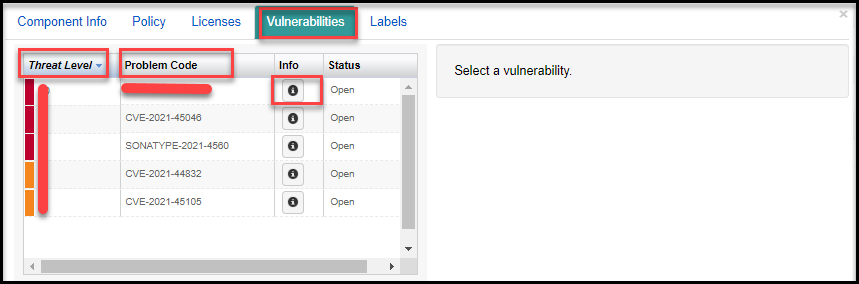 Component Info Policy Licenses Vulnerabilities Labels
Threat Level Problem Code Info Status
Select a vulnerability.
Open
CVE-2021-45046 Open
SONATYPE-2021-4560 Open
CVE-2021-44832 Open
CVE-2021-45105 Open